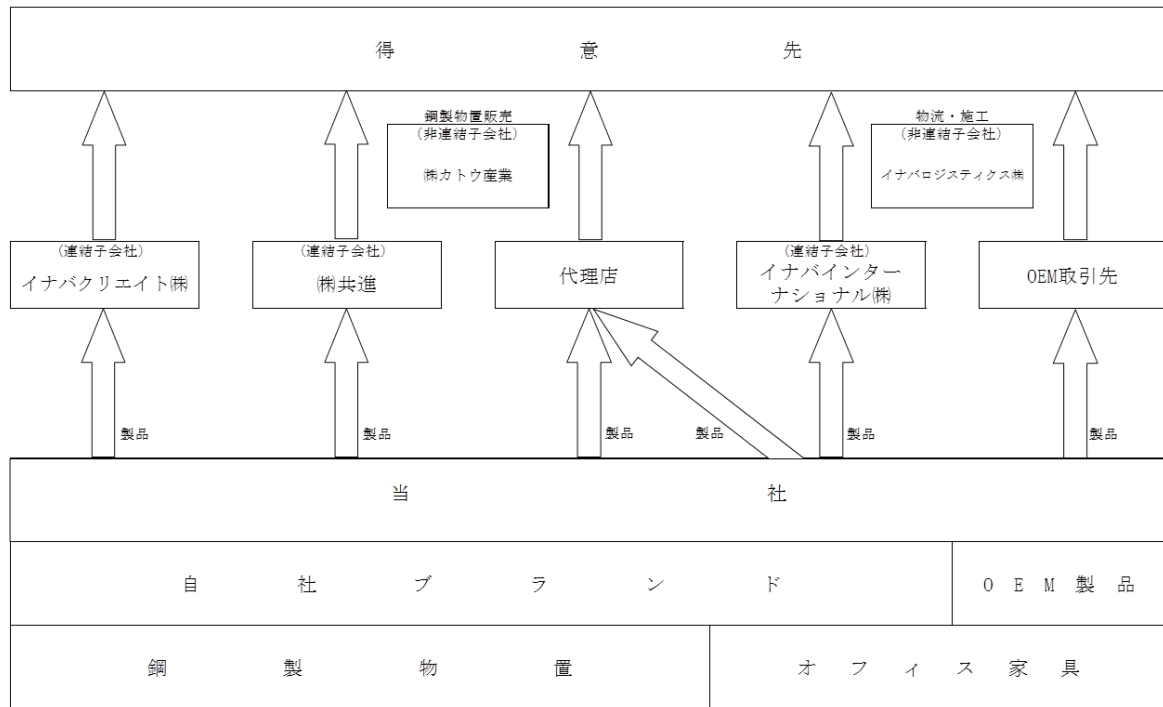 得意先
鋼製物置販売
(非連結子会社)
㈱カトウ産業
物流・施工
(非連結子会社)
イナバロジスティクス㈱
(連結子会社)
イナバクリエイト㈱
(連結子会社)
㈱共進
代理店
(連結子会社)
イナバインター
ナショナル㈱
OEM取引先
製品
製品
製品
製品
製品
製品
当社
自社ブランド
OEM製品
鋼製物置
オフィス家具